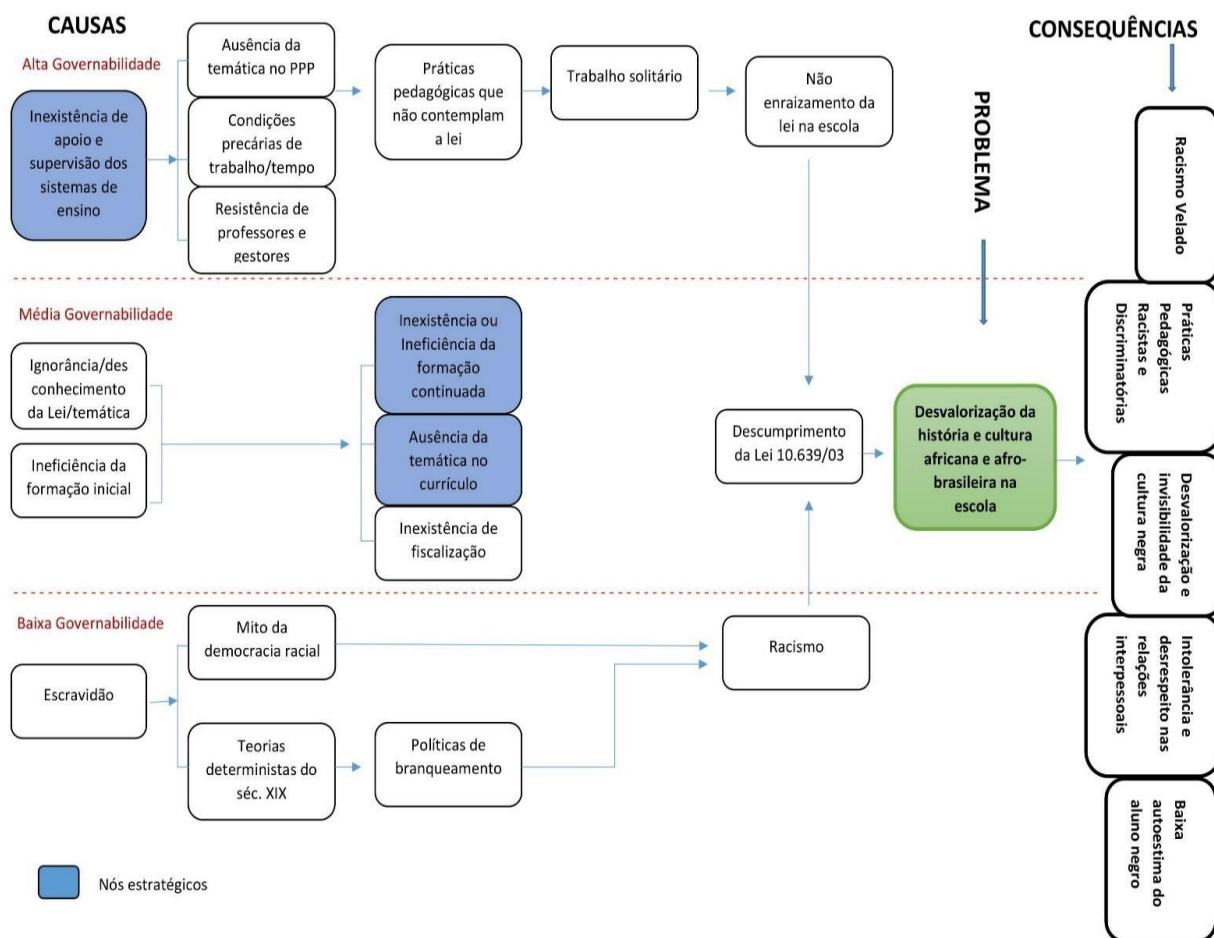 CAUSAS
CONSEQUÊNCIAS
Alta Governabilidade
Inexistência de
apoio e
supervisão dos
sistemas de
ensino
Ausência da
temática no PPP
Condições
precárias de
trabalho/tempo
Resistência de
professores e
gestores
Práticas
pedagógicas que
não contemplam
a lei
Trabalho solitário
Não
enraizamento da
lei na escola
PROBLEMA
Média Governabilidade
Ignorância/des
conhecimento
da Lei/temática
Ineficiência da
formação inicial
Inexistência ou
Ineficiência da
formação
continuada
Ausência da
temática no
currículo
Inexistência de
fiscalização
Descumprimento
da Lei 10.639/03
Desvalorização da
história e cultura
africana e afro-
brasileira na
escola
Baixa Governabilidade
Escravidão
Mito da
democracia racial
Teorias
deterministas do
séc. XIX
Políticas de
branqueamento
Racismo
Racismo Velado
Práticas
Pedagógicas
Racistas e
Discriminatórias
Desvalorização e
invisibilidade da
cultura negra
Intolerância e
desrespeito nas
relações
interpessoais
Baixa
autoestima do
aluno negro
Nós estratégicos